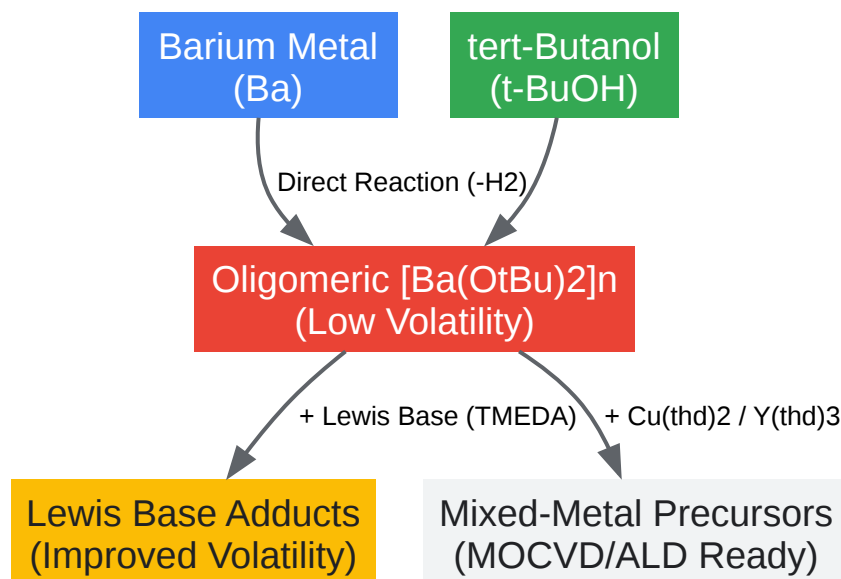 Barium Metal
(Ba)
tert-Butanol
(t-BuOH)
Direct Reaction (-H2)
Oligomeric [Ba(OtBu)2]n
(Low Volatility)
+ Lewis Base (TMEDA)
+ Cu(thd)2 / Y(thd)3
Lewis Base Adducts
(Improved Volatility)
Mixed-Metal Precursors
(MOCVD/ALD Ready)